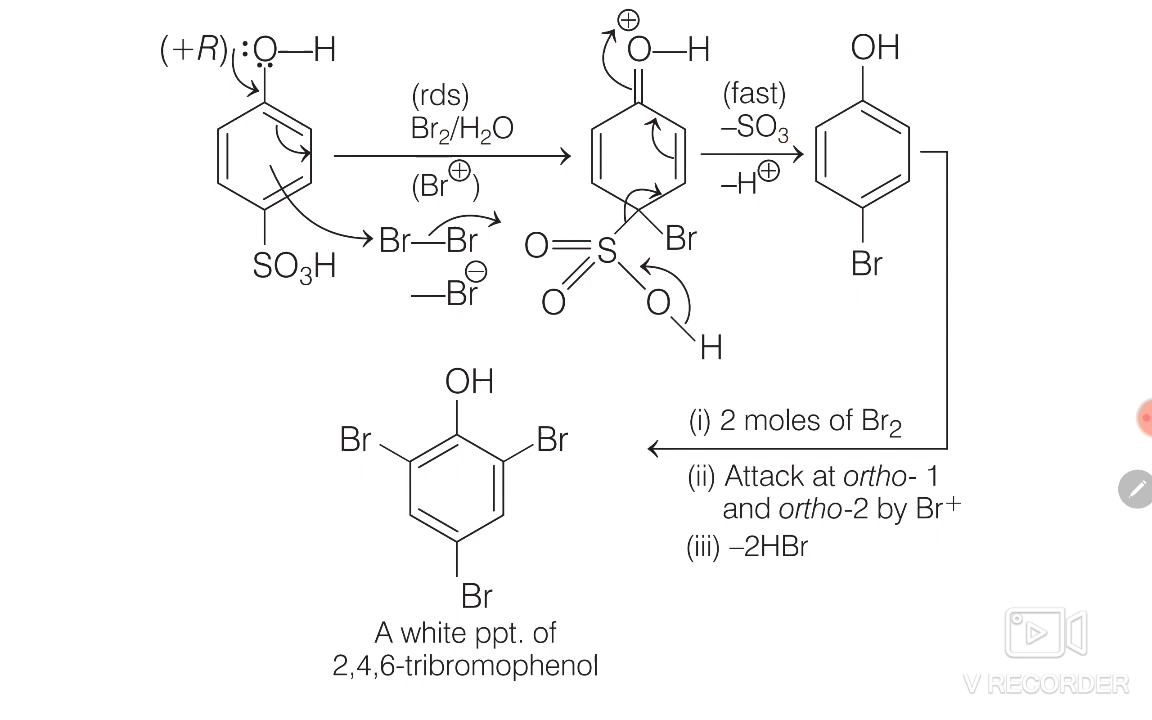 (+R) :O—H
(rds)
Br₂/H₂O
(Br⊕)
SO₃H
Br—Br
—Br⊖
⊕
O—H
O=S
Br
O
O
H
(fast)
–SO₃
–H⊕
OH
Br
(i) 2 moles of Br₂
(ii) Attack at ortho- 1
and ortho-2 by Br+
(iii) –2HBr
OH
Br
Br
Br
A white ppt. of
2,4,6-tribromophenol
V RECORDER